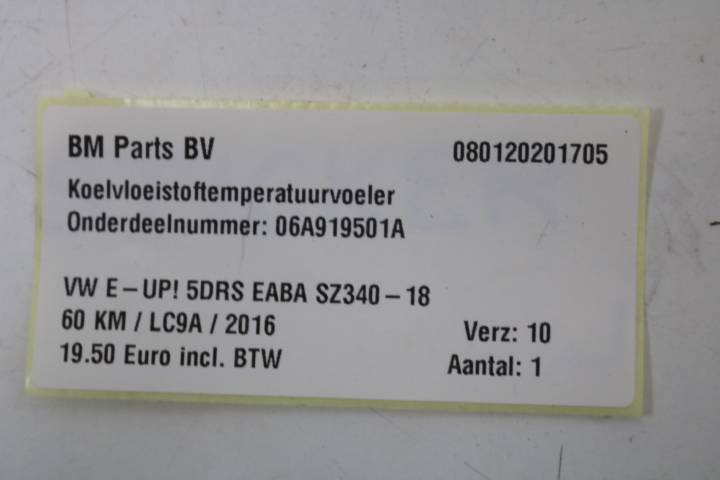 BM Parts BV 080120201705
Koelvloeistoftemperatuurvoeler
Onderdeelnummer: 06A919501A
VW E-UP! 5DRS EABA SZ340-18
60 KM / LC9A / 2016 Verz: 10
19.50 Euro incl. BTW Aantal: 1